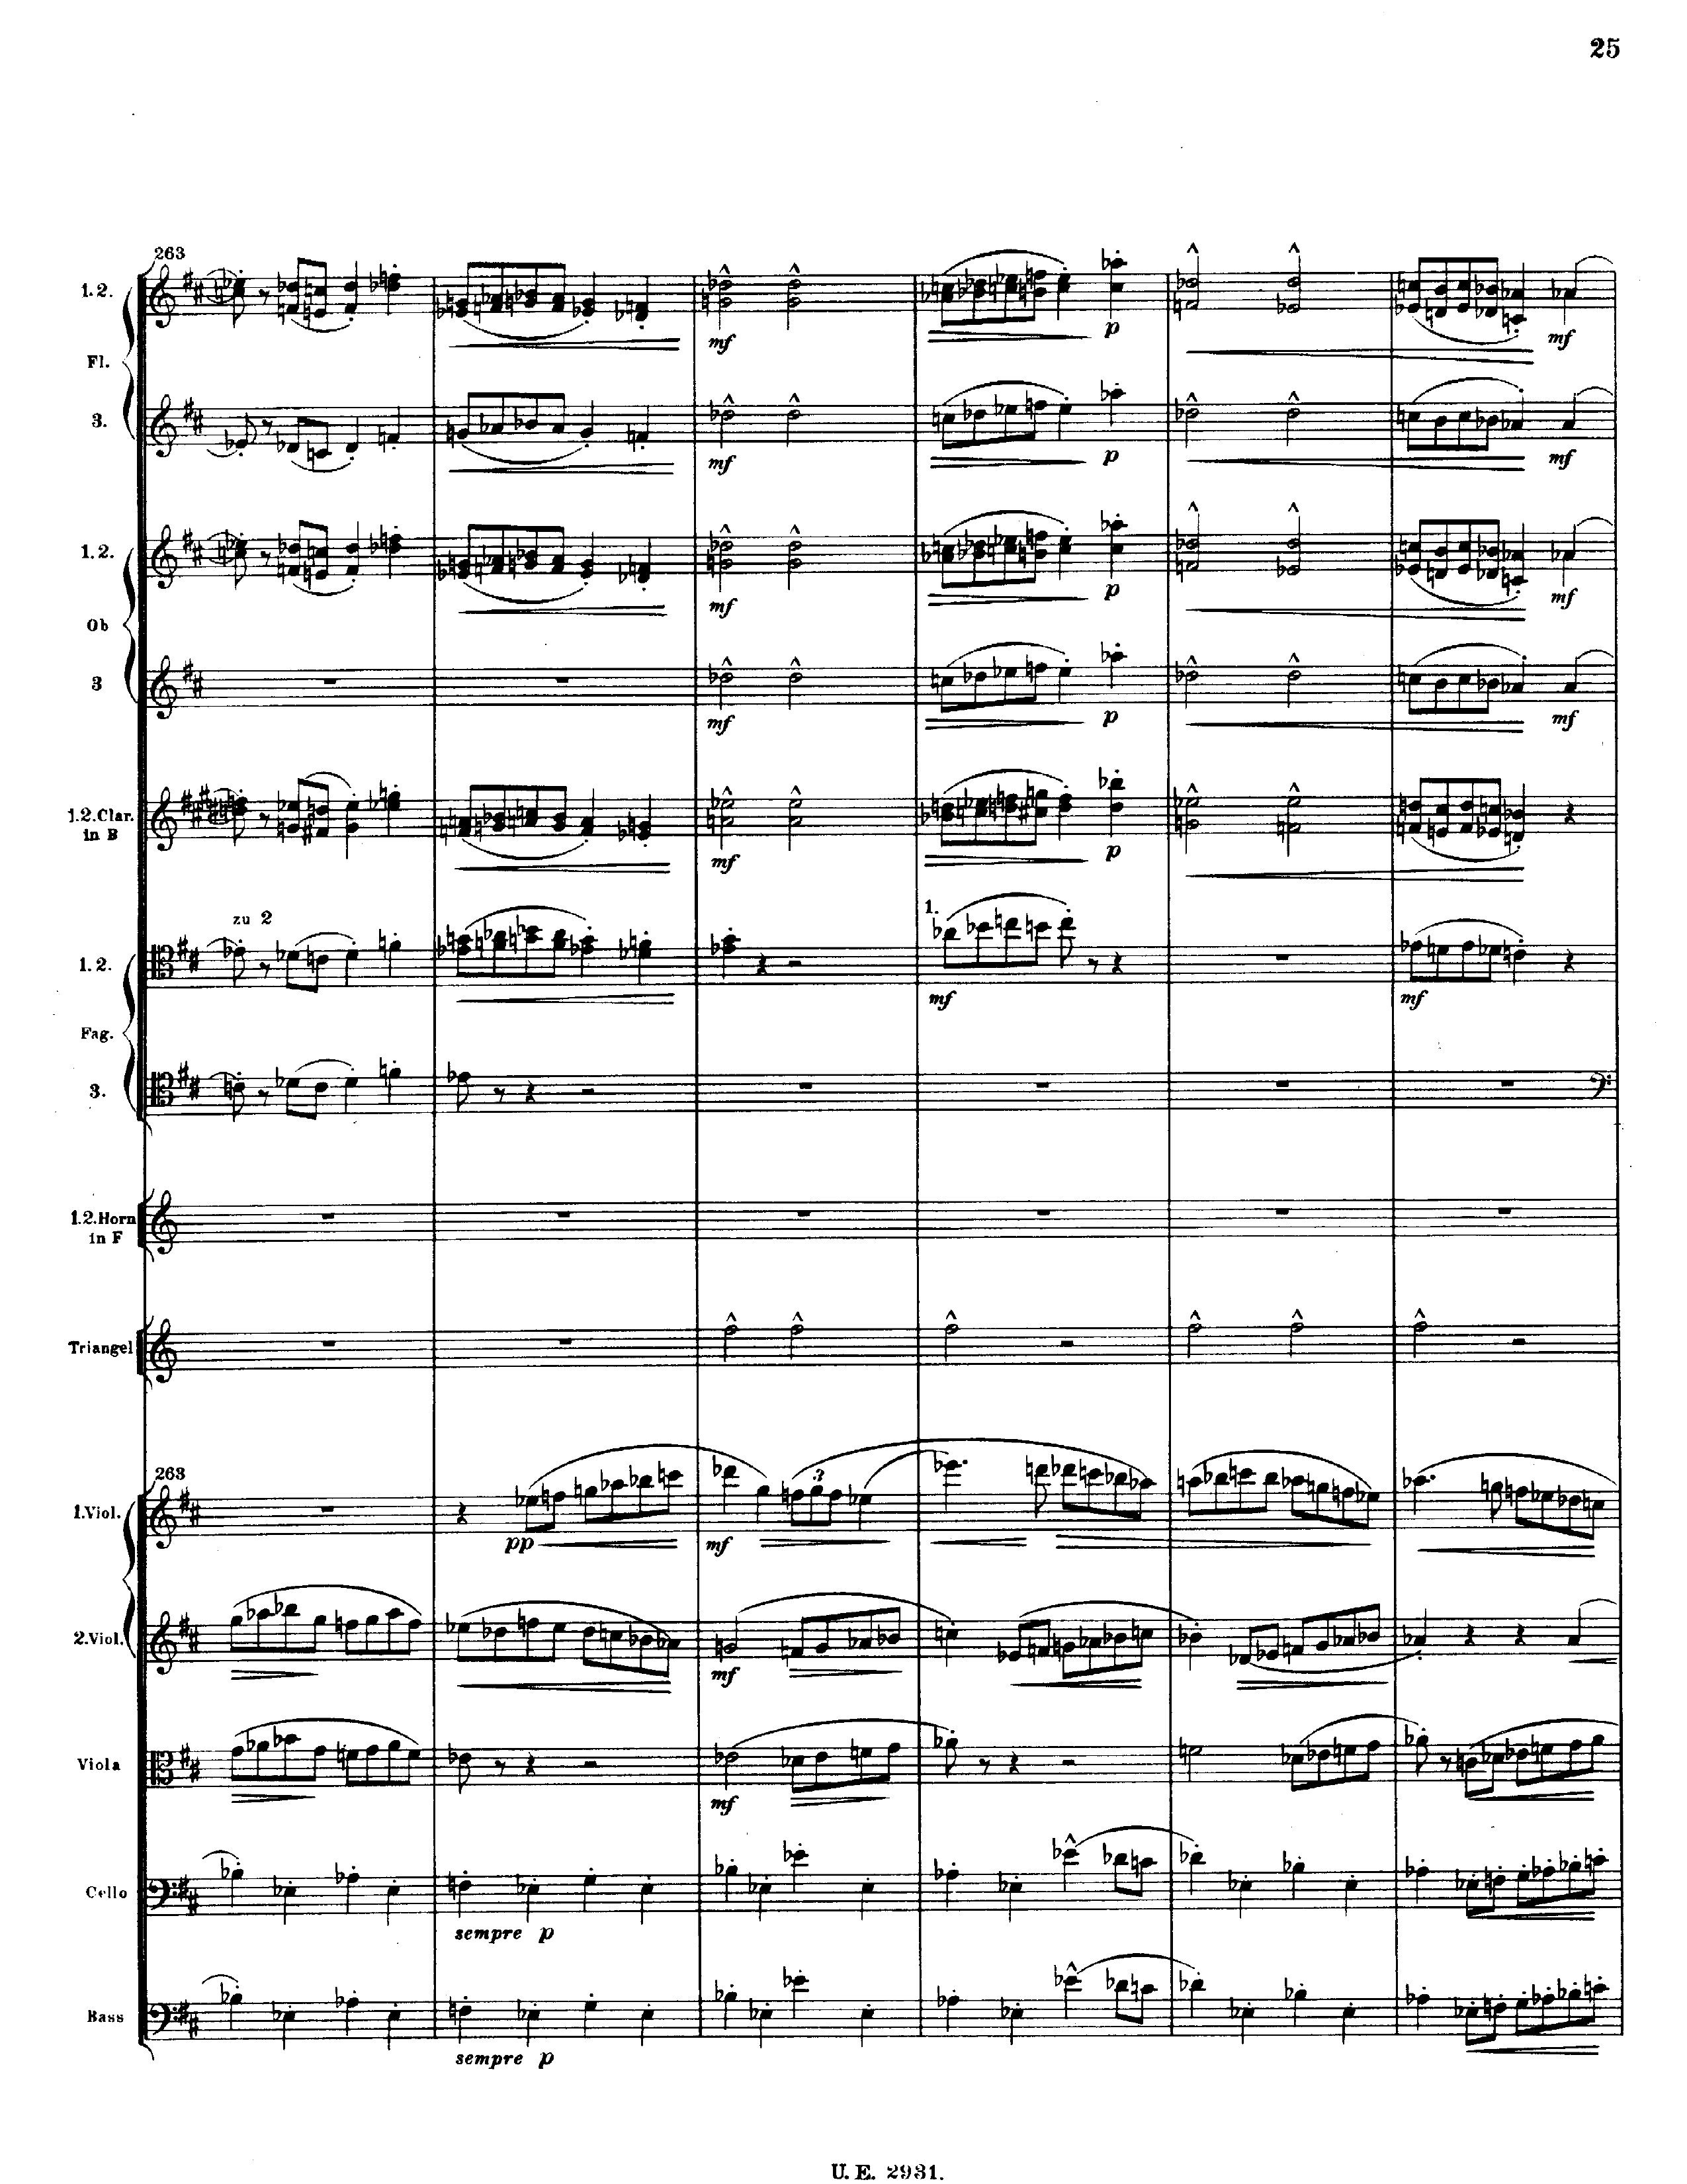 25
263
1.2.
Fl.
3.
mf
p
mf
mf
p
mf
1.2.
Ob
3
mf
p
mf
mf
p
mf
1.2.Clar.
in B
mf
p
zu 2
1.
1.2.
mf
mf
Fag.
3.
1.2.Horn
in F
Triangel
263
3
1.Viol.
pp
mf
2.Viol.
mf
Viola
mf
Cello
sempre p
Bass
sempre p
U. E. 2931.